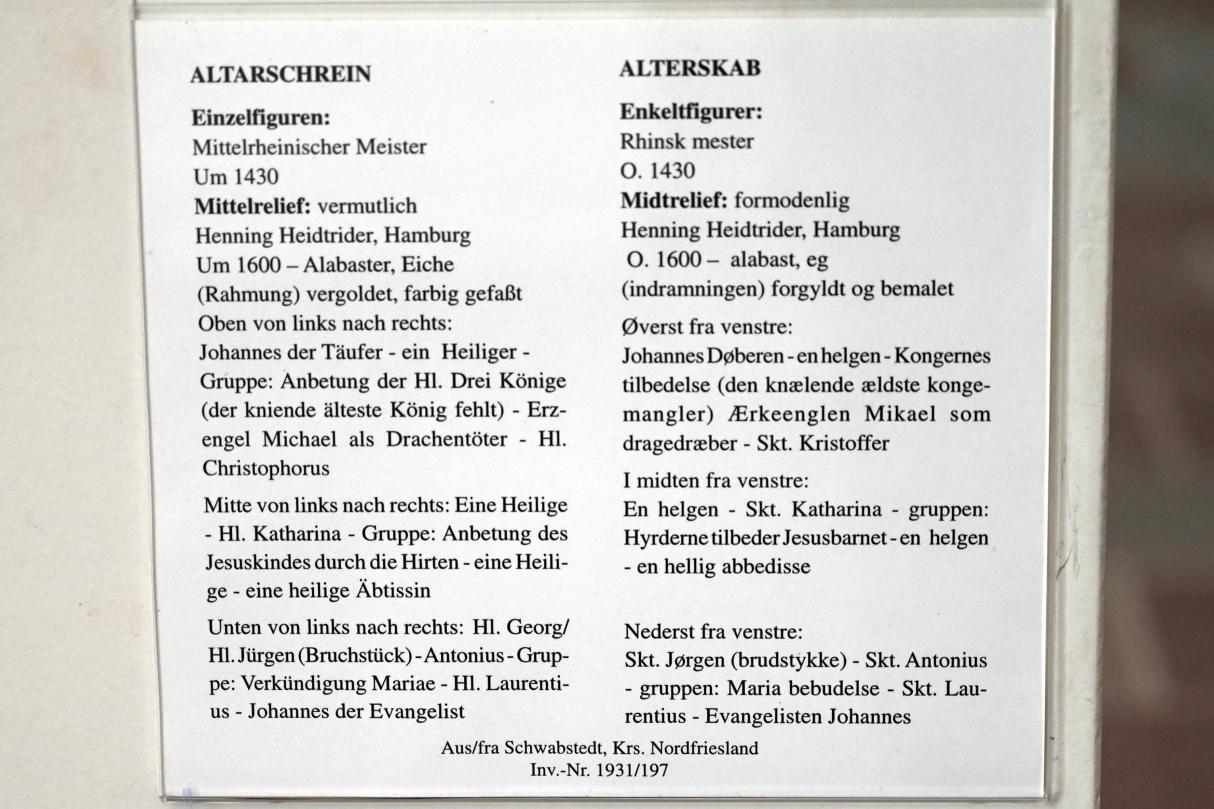 ALTARSCHREIN
Einzelfiguren:
Mittelrheinischer Meister
Um 1430
Mittelrelief: vermutlich
Henning Heidtrider, Hamburg
Um 1600 – Alabaster, Eiche
(Rahmung) vergoldet, farbig gefaßt
Oben von links nach rechts:
Johannes der Täufer - ein Heiliger -
Gruppe: Anbetung der Hl. Drei Könige
(der kniende älteste König fehlt) - Erz-
engel Michael als Drachentöter - Hl.
Christophorus
Mitte von links nach rechts: Eine Heilige
- Hl. Katharina - Gruppe: Anbetung des
Jesuskindes durch die Hirten - eine Heili-
ge - eine heilige Äbtissin
Unten von links nach rechts: Hl. Georg/
Hl. Jürgen (Bruchstück) - Antonius - Grup-
pe: Verkündigung Mariae - Hl. Laurenti-
us - Johannes der Evangelist
ALTERSKAB
Enkeltfigurer:
Rhinsk mester
O. 1430
Midtrelief: formodenlig
Henning Heidtrider, Hamburg
O. 1600 – alabast, eg
(indramningen) forgyldt og bemalet
Øverst fra venstre:
Johannes Døberen - en helgen - Kongernes
tilbedelse (den knælende ældste konge-
mangler) Ærkeenglen Mikael som
dragedræber - Skt. Kristoffer
I midten fra venstre:
En helgen - Skt. Katharina - gruppen:
Hyrderne tilbeder Jesusbarnet - en helgen
- en hellig abbedisse
Nederst fra venstre:
Skt. Jørgen (brudstykke) - Skt. Antonius
- gruppen: Maria bebudelse - Skt. Lau-
rentius - Evangelisten Johannes
Aus/fra Schwabstedt, Krs. Nordfriesland
Inv.-Nr. 1931/197